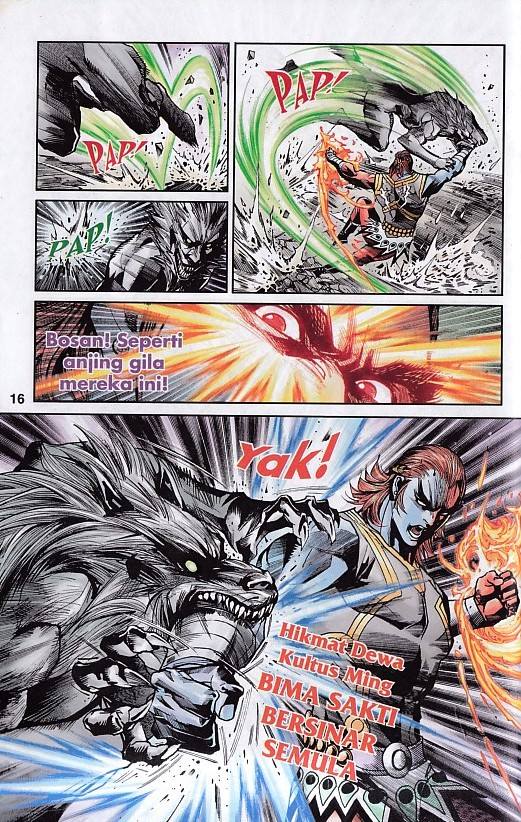 PAP!
PAP!
PAP!
Bosan! Seperti
anjing gila
mereka ini!
16
Yak!
Hikmat Dewa
Kultus Ming
BIMA SAKTI
BERSINAR
SEMULA